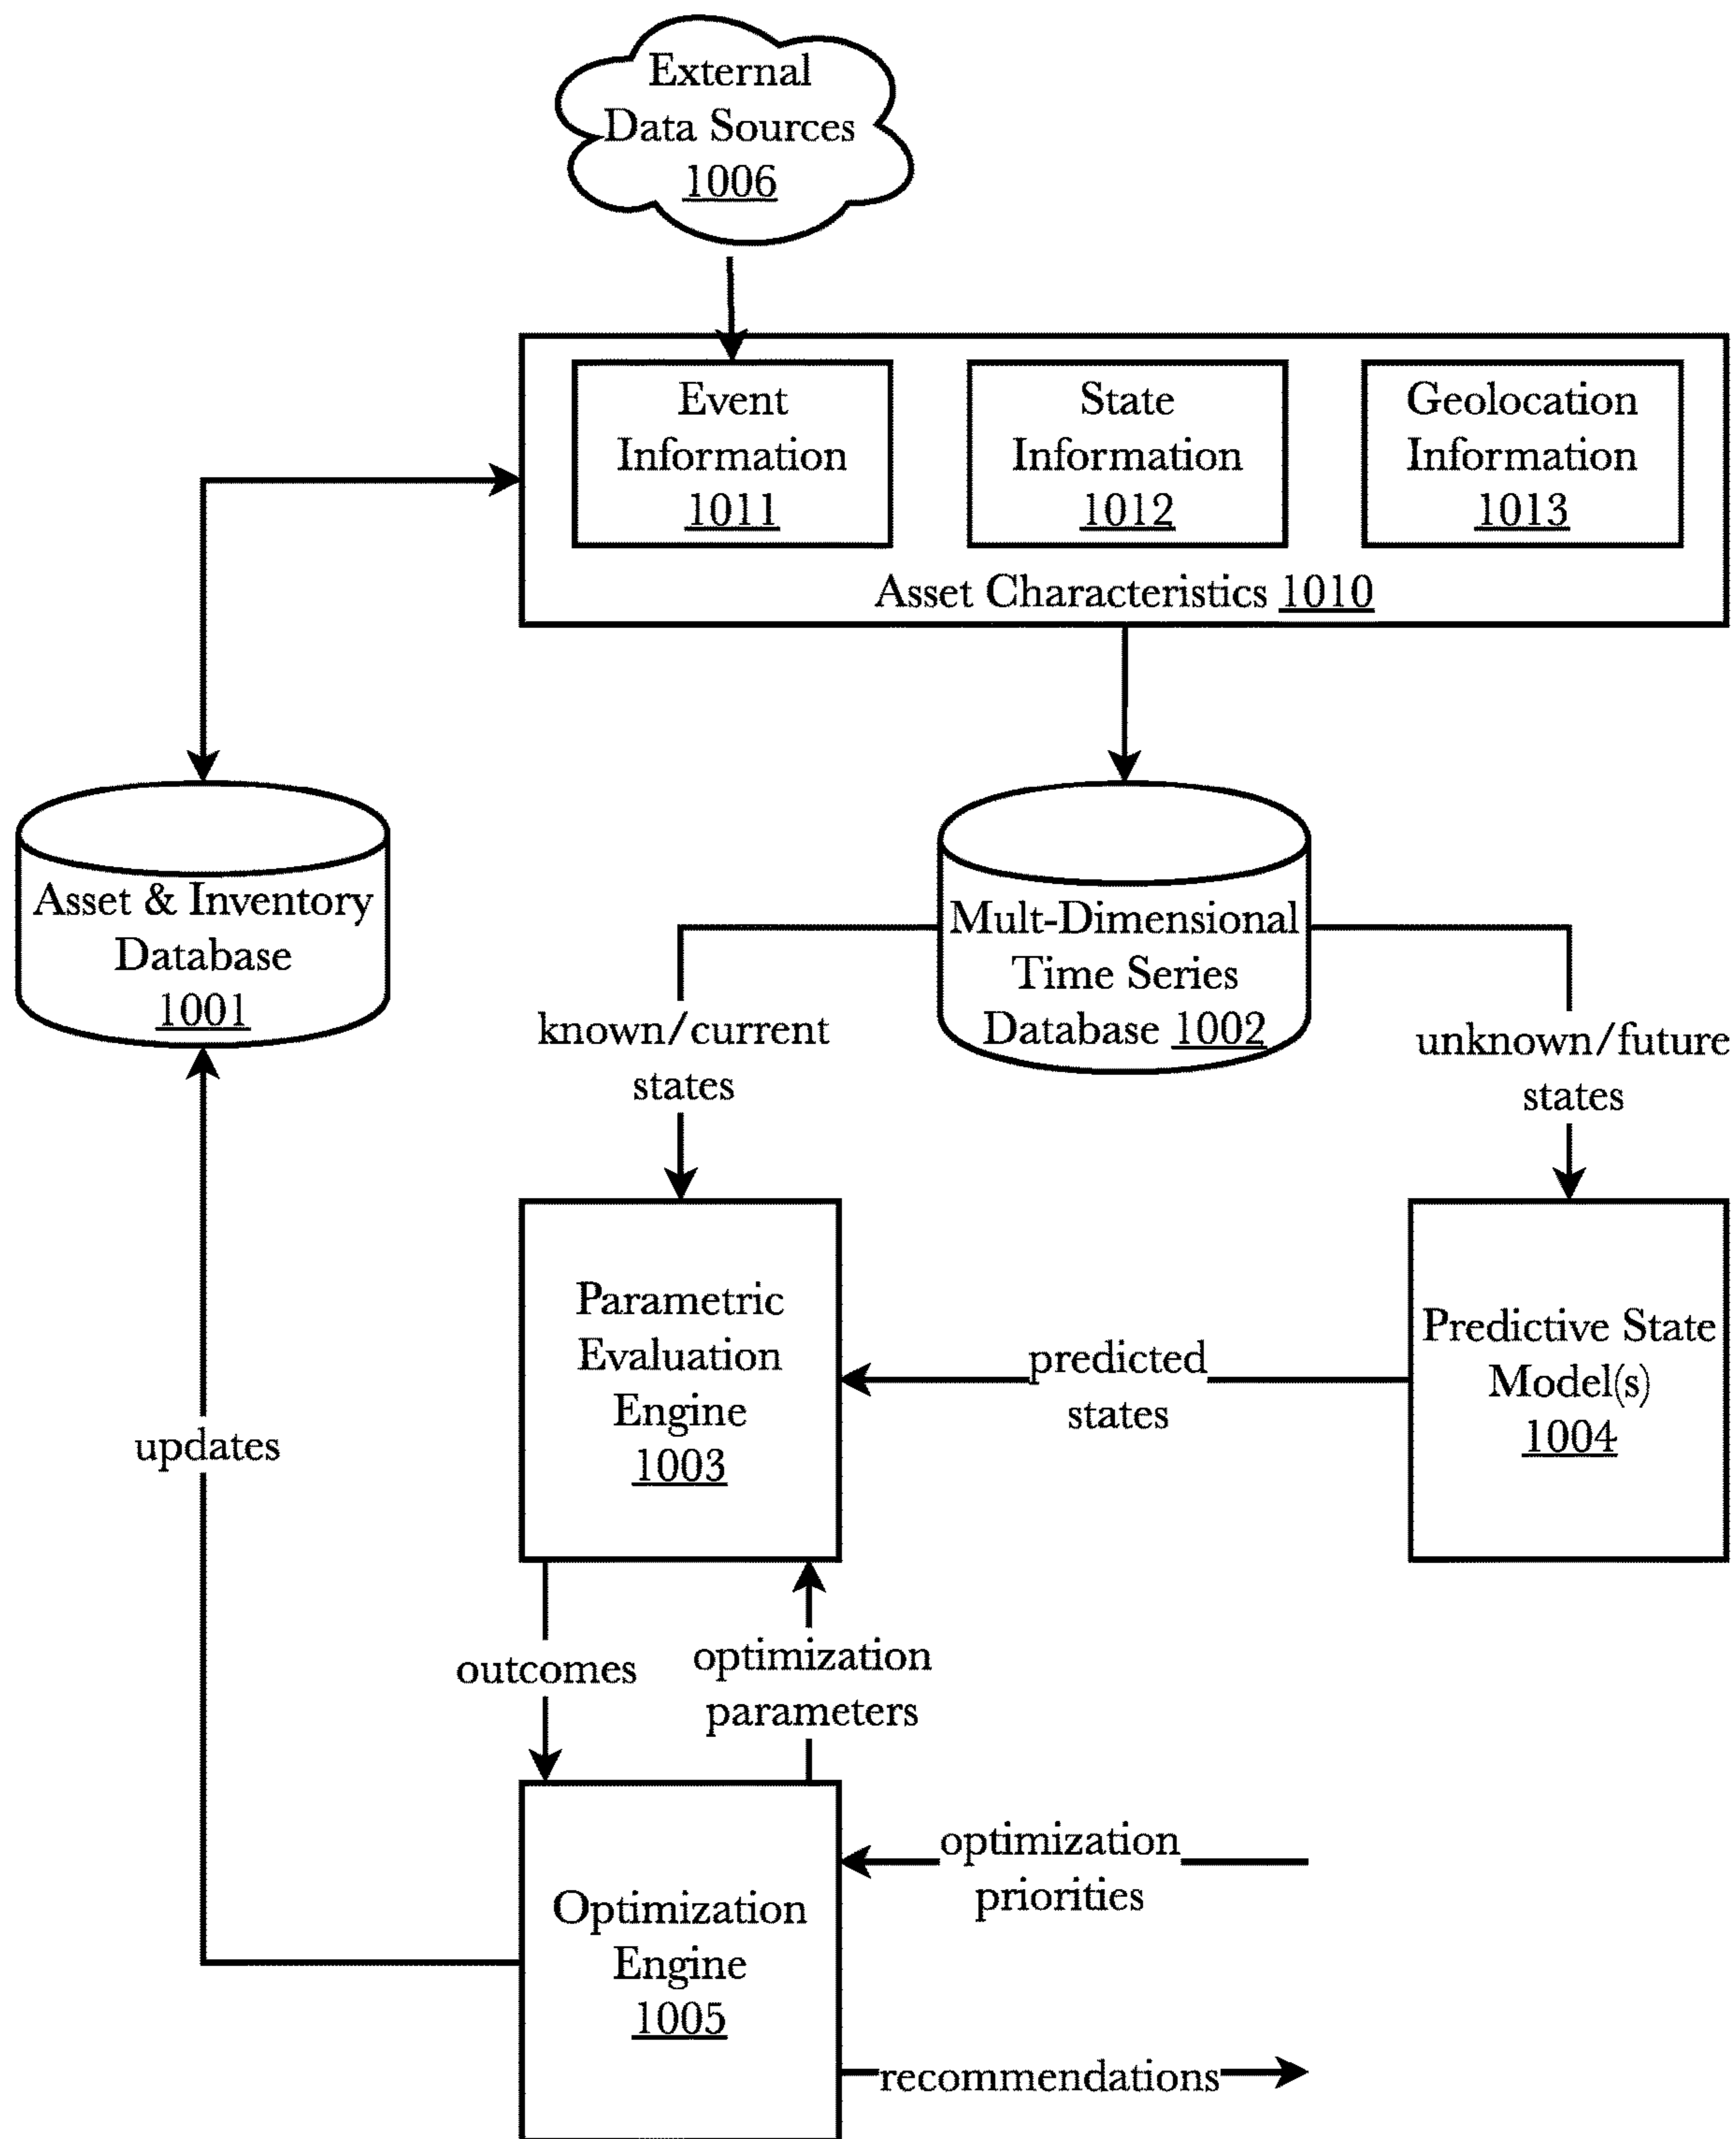 External
Data Sources
1006
Event
Information
1011
State
Information
1012
Geolocation
Information
1013
Asset Characteristics 1010
Asset & Inventory
Database
1001
Mult-Dimensional
Time Series
Database 1002
known/current
states
unknown/future
states
Parametric
Evaluation
Engine
1003
predicted
states
Predictive State
Model(s)
1004
updates
outcomes
optimization
parameters
Optimization
Engine
1005
optimization
priorities
recommendations